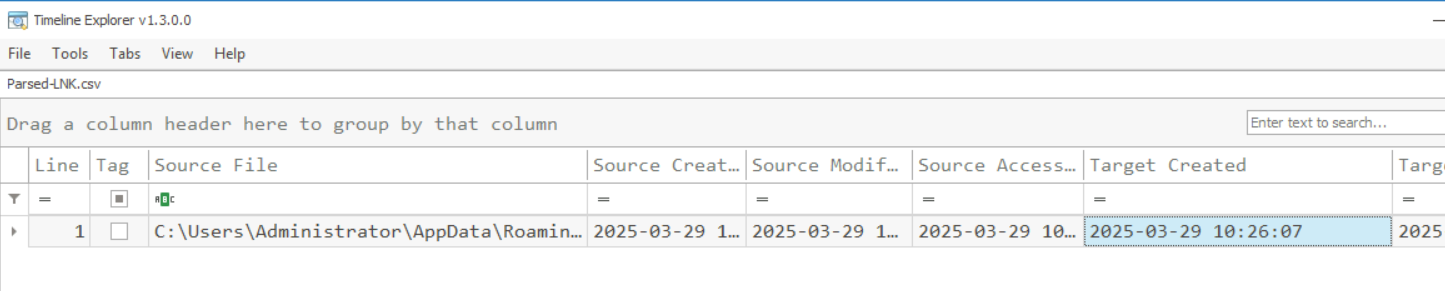 Timeline Explorer v1.3.0.0
File Tools Tabs View Help
Parsed-LNK.csv
Drag a column header here to group by that column
Enter text to search...
Line Tag Source File Source Creat... Source Modif... Source Access... Target Created Targ
= ABC = = = = =
1 C:\Users\Administrator\AppData\Roamin... 2025-03-29 1... 2025-03-29 1... 2025-03-29 10... 2025-03-29 10:26:07 2025